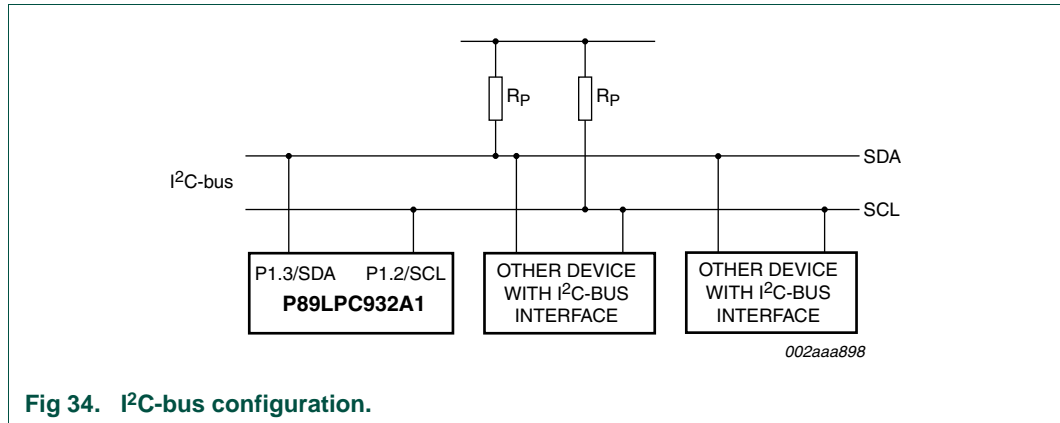 RP RP
SDA
I2C-bus
SCL
P1.3/SDA P1.2/SCL
P89LPC932A1
OTHER DEVICE
WITH I2C-BUS
INTERFACE
OTHER DEVICE
WITH I2C-BUS
INTERFACE
002aaa898
Fig 34. I2C-bus configuration.